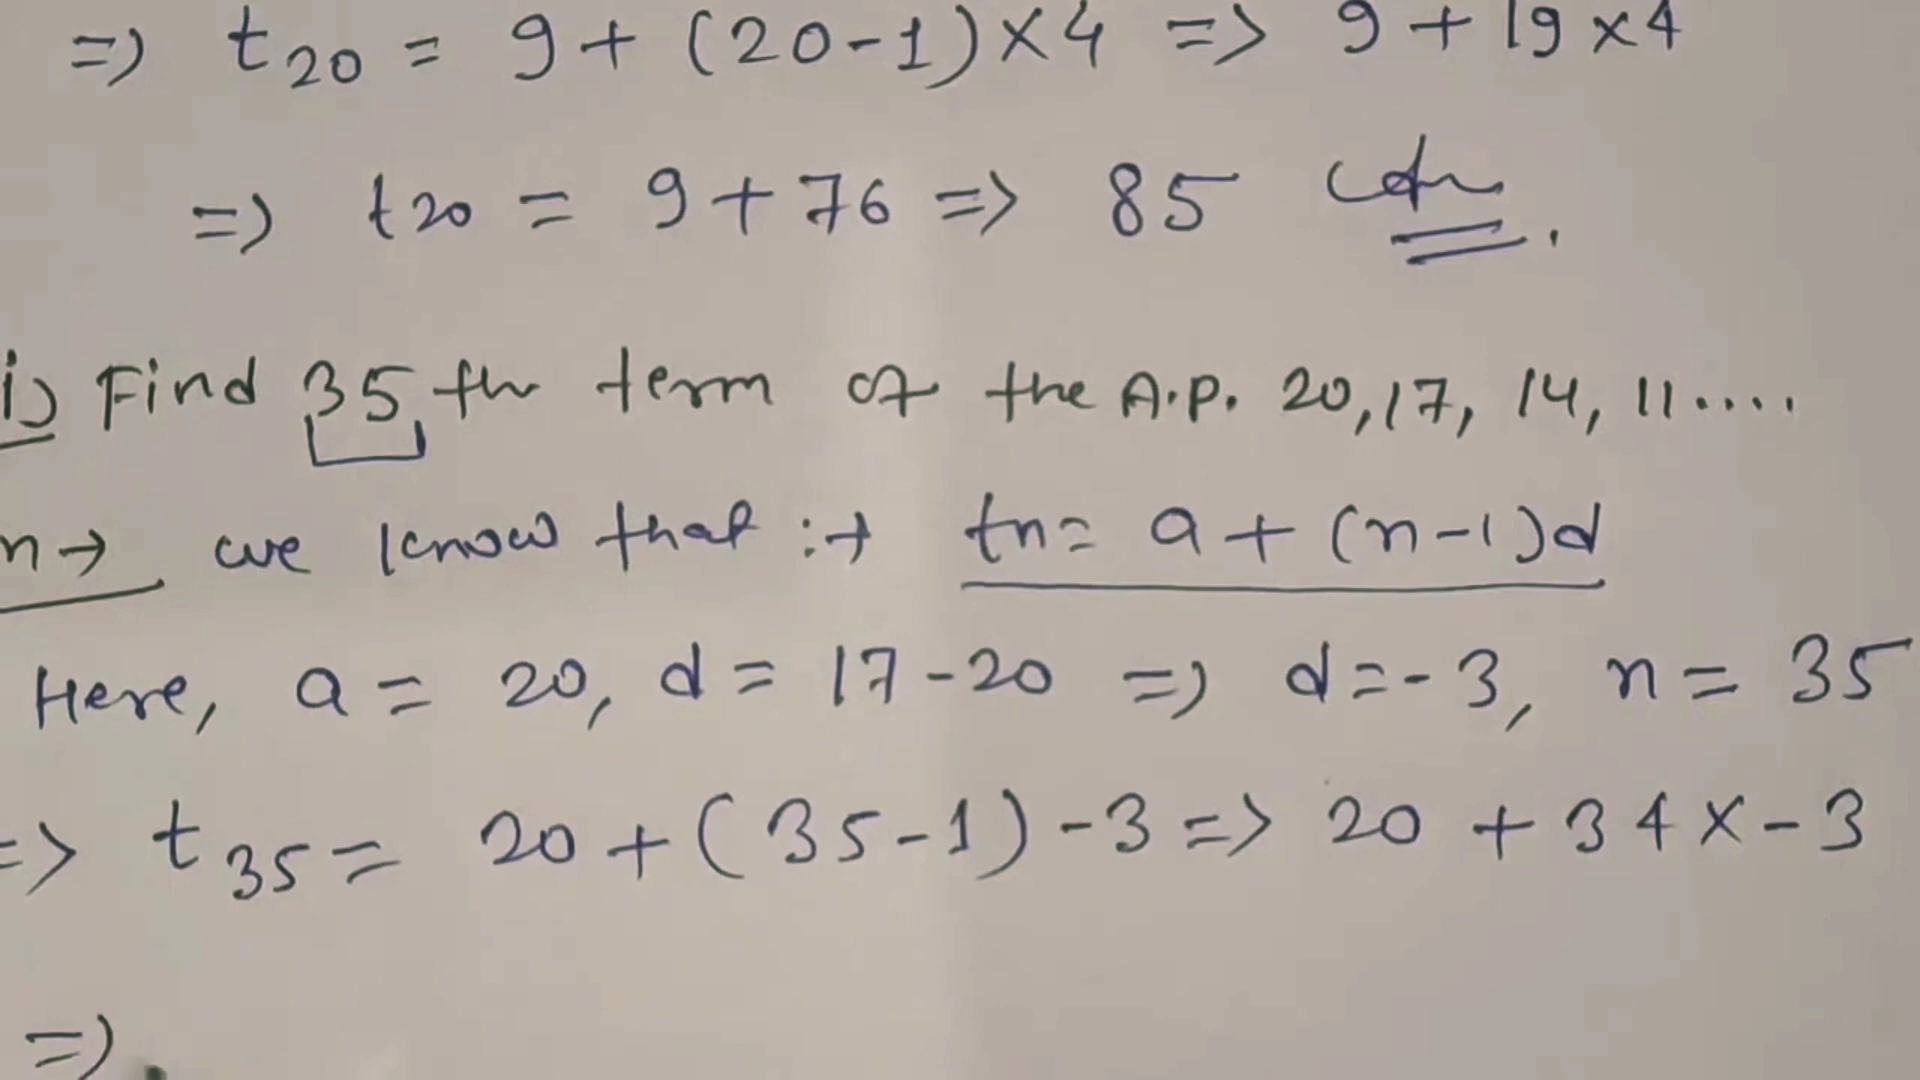 => t20 = 9 + (20-1)×4 => 9 + 19×4
=> t20 = 9 + 76 => 85
i) Find 35th term of the A.P. 20, 17, 14, 11....
n→ we know that :→ tn = a + (n-1)d
Here, a = 20, d = 17-20 => d = -3, n = 35
=> t35 = 20 + (35-1)-3 => 20 + 34×-3
=>